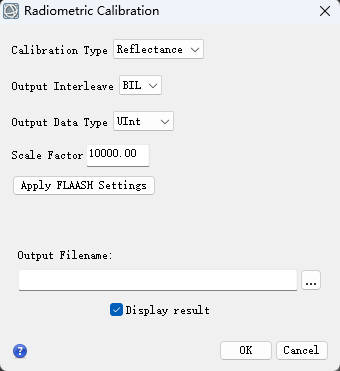 Radiometric Calibration
Calibration Type Reflectance
Output Interleave BIL
Output Data Type UInt
Scale Factor 10000.00
Apply FLAASH Settings
Output Filename:
...
Display result
? OK Cancel